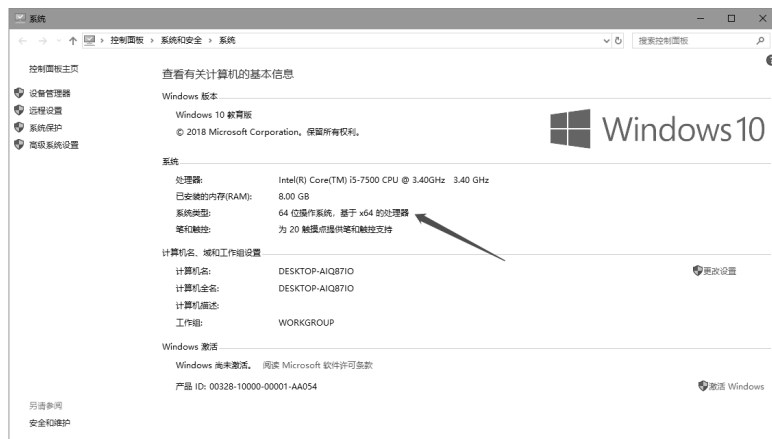 系统
控制面板 › 系统和安全 › 系统
搜索控制面板
控制面板主页
设备管理器
远程设置
系统保护
高级系统设置
查看有关计算机的基本信息
Windows 版本
Windows 10 教育版
© 2018 Microsoft Corporation。保留所有权利。
Windows 10
系统
处理器: Intel(R) Core(TM) i5-7500 CPU @ 3.40GHz 3.40 GHz
已安装的内存(RAM): 8.00 GB
系统类型: 64 位操作系统，基于 x64 的处理器
笔和触控: 为 20 触摸点提供笔和触控支持
计算机名、域和工作组设置
计算机名: DESKTOP-AIQ87IO
更改设置
计算机全名: DESKTOP-AIQ87IO
计算机描述:
工作组: WORKGROUP
Windows 激活
Windows 尚未激活。 阅读 Microsoft 软件许可条款
产品 ID: 00328-10000-00001-AA054
激活 Windows
另请参阅
安全和维护